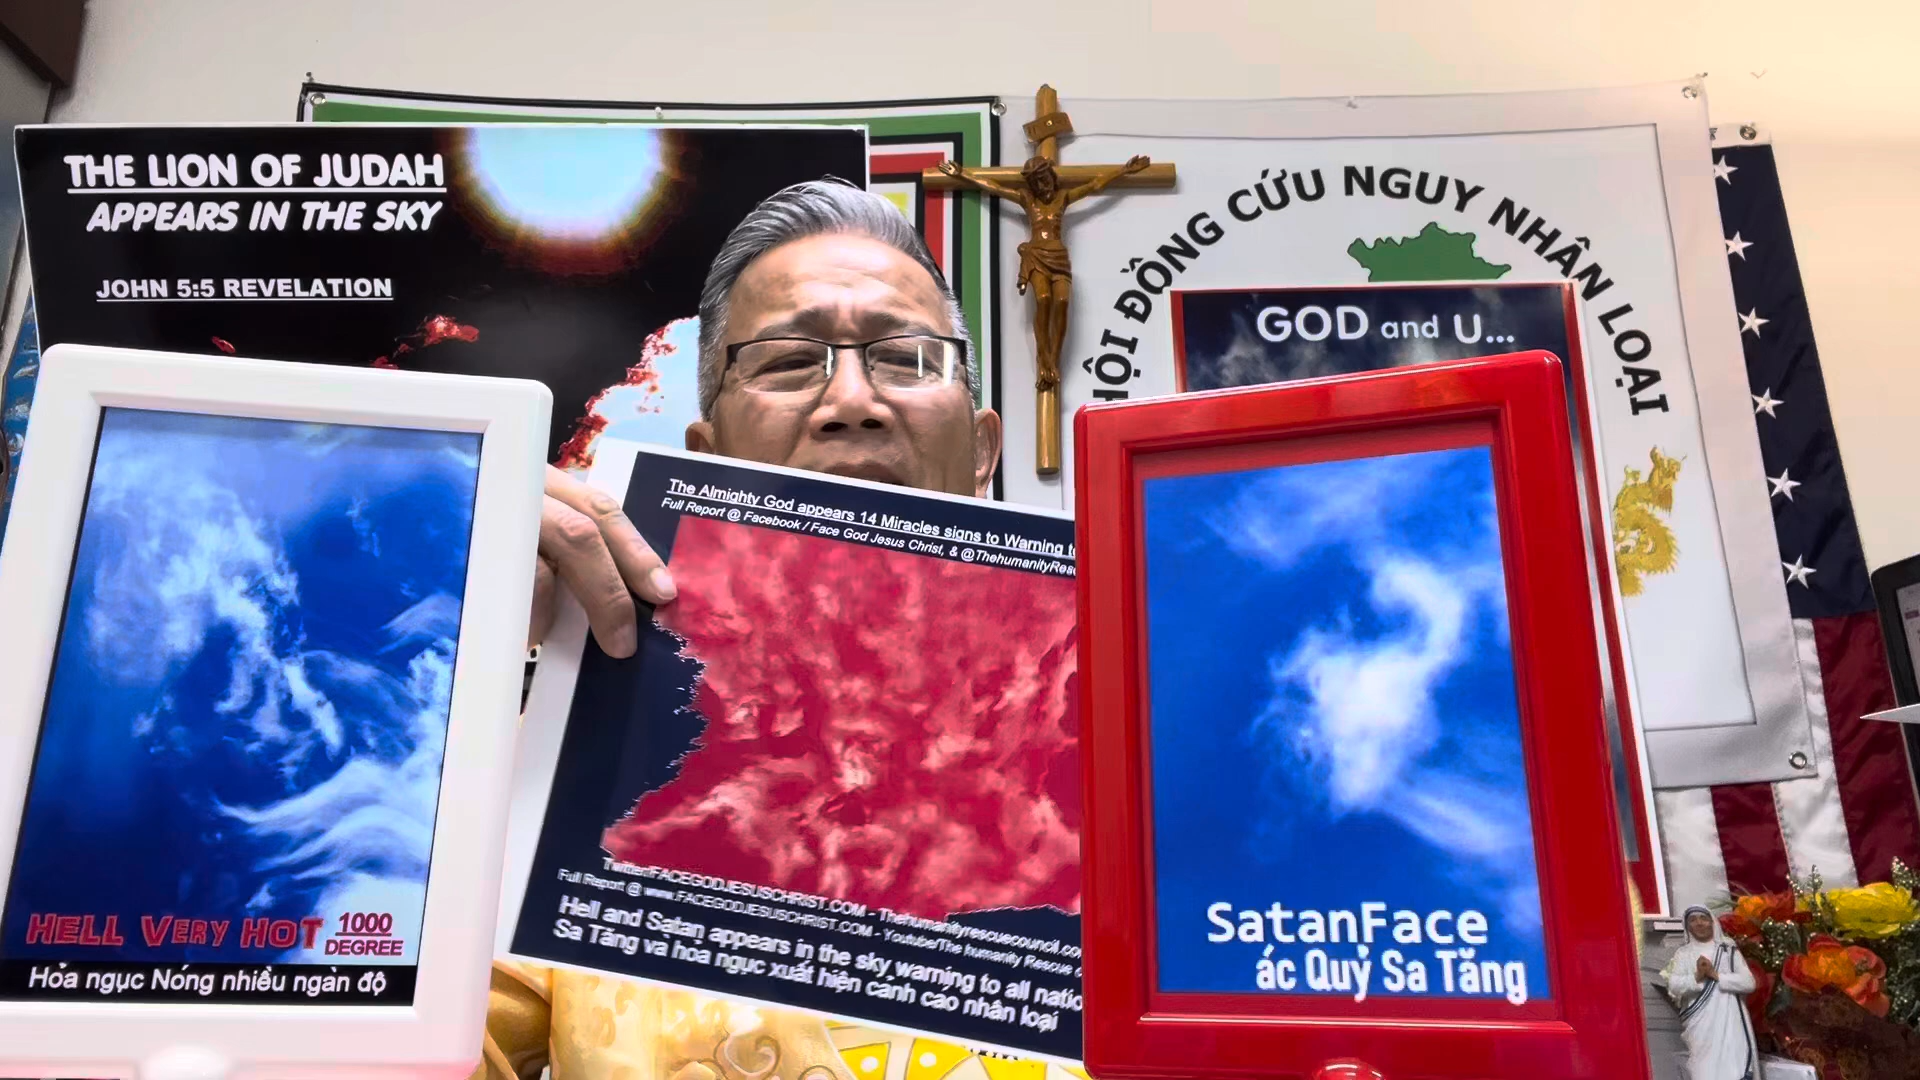 THE LION OF JUDAH
APPEARS IN THE SKY
JOHN 5:5 REVELATION
HỘI ĐỒNG CỨU NGUY NHÂN LOẠI
GOD and U...
The Almighty God appears 14 Miracles signs to Warning
Full Report @ Facebook / Face God Jesus Christ, & @ThehumanityResc
Twitter/FACEGODJESUSCHRIST.COM - Thehumanityrescuecouncil.co
Full Report @ www.FACEGODJESUSCHRIST.COM - Youtube/The humanity Rescue
Hell and Satan appears in the sky warning to all natio
Sa Tăng và hỏa ngục xuất hiện cảnh cáo nhân loại
HELL VERY HOT 1000
DEGREE
Hỏa ngục Nóng nhiều ngàn độ
SatanFace
ác Quỷ Sa Tăng